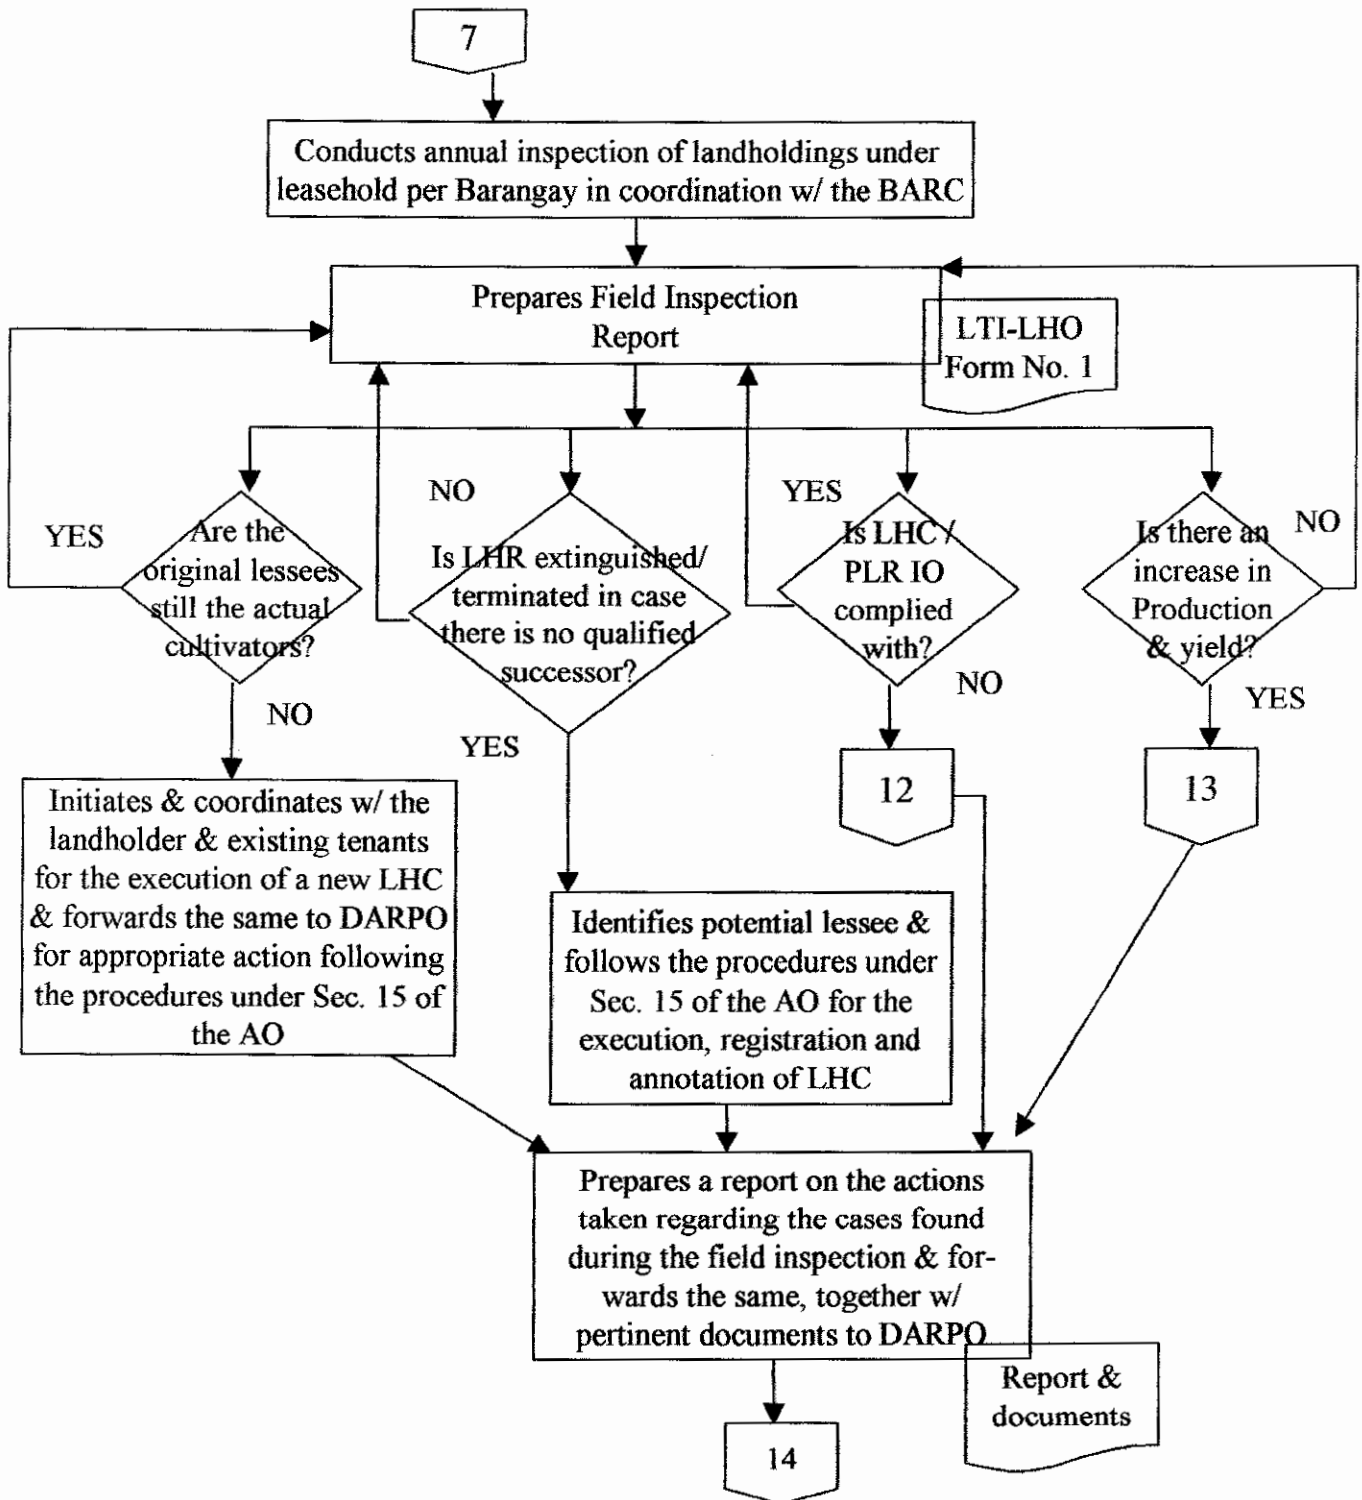 7
Conducts annual inspection of landholdings under
leasehold per Barangay in coordination w/ the BARC
Prepares Field Inspection
Report
LTI-LHO
Form No. 1
YES
Are the
original lessees
still the actual
cultivators?
NO
NO
Is LHR extinguished/
terminated in case
there is no qualified
successor?
YES
YES
Is LHC /
PLR IO
complied
with?
NO
Is there an
increase in
Production
& yield?
NO
YES
12
13
Initiates & coordinates w/ the
landholder & existing tenants
for the execution of a new LHC
& forwards the same to DARPO
for appropriate action following
the procedures under Sec. 15 of
the AO
Identifies potential lessee &
follows the procedures under
Sec. 15 of the AO for the
execution, registration and
annotation of LHC
Prepares a report on the actions
taken regarding the cases found
during the field inspection & for-
wards the same, together w/
pertinent documents to DARPO
Report &
documents
14